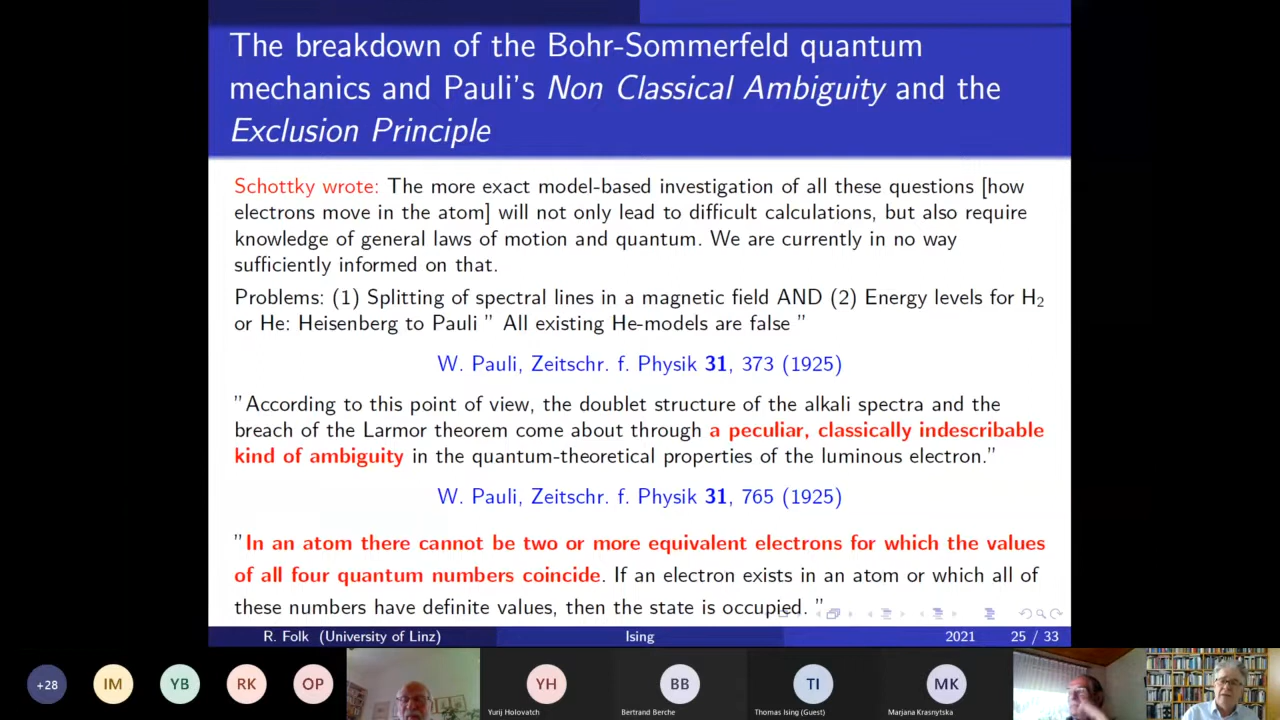 The breakdown of the Bohr-Sommerfeld quantum
mechanics and Pauli's Non Classical Ambiguity and the
Exclusion Principle
Schottky wrote: The more exact model-based investigation of all these questions [how
electrons move in the atom] will not only lead to difficult calculations, but also require
knowledge of general laws of motion and quantum. We are currently in no way
sufficiently informed on that.
Problems: (1) Splitting of spectral lines in a magnetic field AND (2) Energy levels for H₂
or He: Heisenberg to Pauli " All existing He-models are false "
W. Pauli, Zeitschr. f. Physik 31, 373 (1925)
"According to this point of view, the doublet structure of the alkali spectra and the
breach of the Larmor theorem come about through a peculiar, classically indescribable
kind of ambiguity in the quantum-theoretical properties of the luminous electron."
W. Pauli, Zeitschr. f. Physik 31, 765 (1925)
"In an atom there cannot be two or more equivalent electrons for which the values
of all four quantum numbers coincide. If an electron exists in an atom or which all of
these numbers have definite values, then the state is occupied. "
R. Folk (University of Linz) Ising 2021 25 / 33
+28 IM YB RK OP YH BB TI MK
Yurij Holovatch Bertrand Berche Thomas Ising (Guest) Marjana Krasnytska